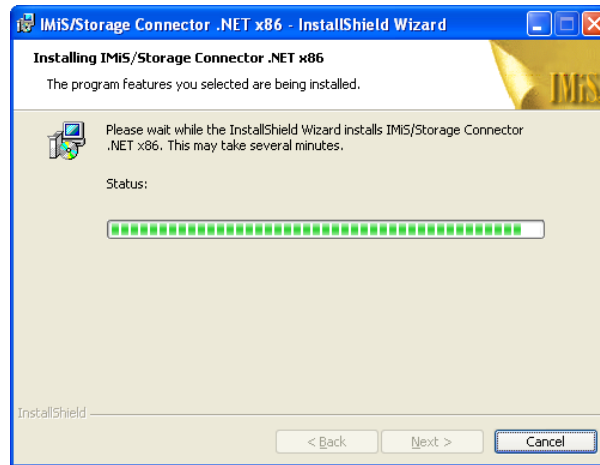 IMiS/Storage Connector .NET x86 - InstallShield Wizard
Installing IMiS/Storage Connector .NET x86
The program features you selected are being installed.
IMiS
Please wait while the InstallShield Wizard installs IMiS/Storage Connector
.NET x86. This may take several minutes.
Status:
InstallShield
< Back
Next >
Cancel